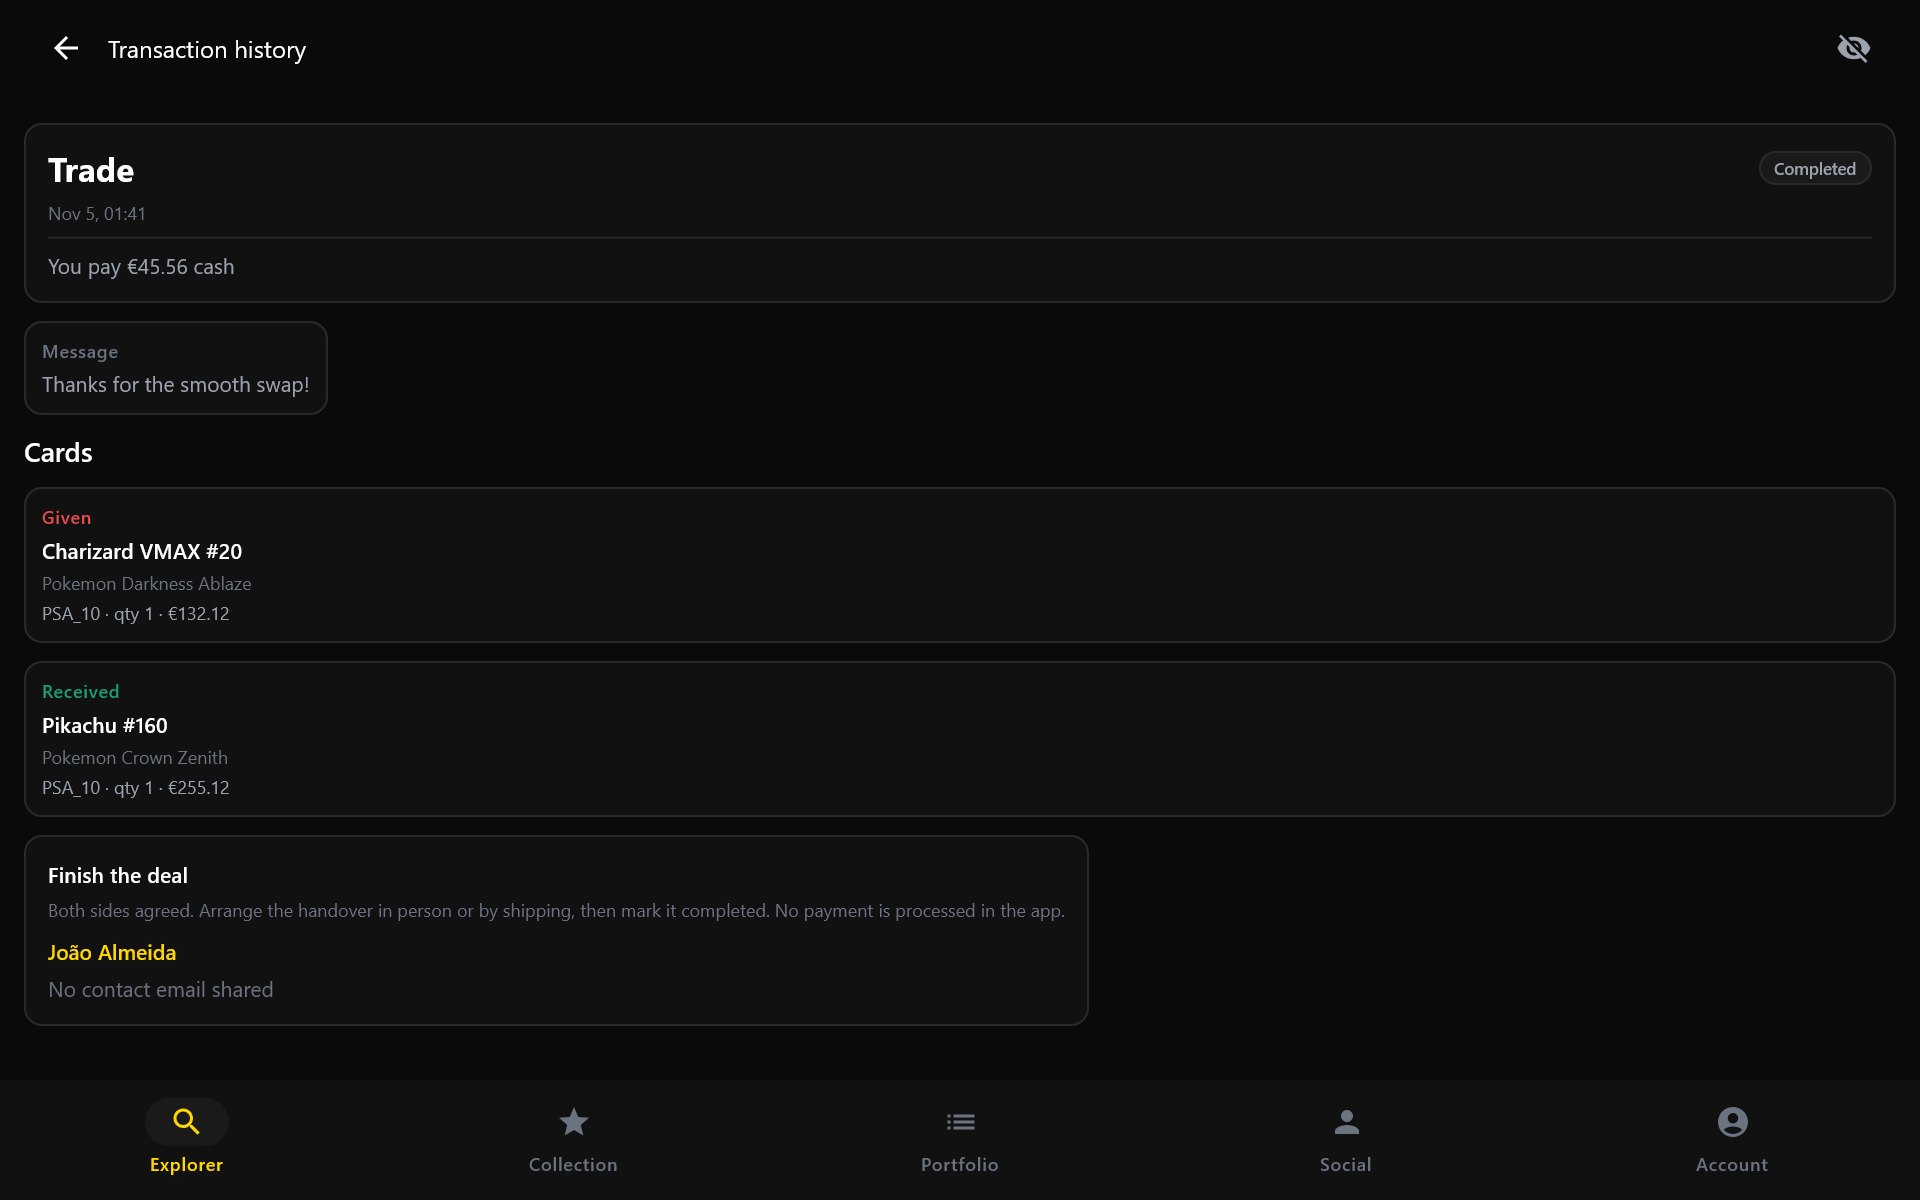 Transaction history
Trade
Completed
Nov 5, 01:41
You pay €45.56 cash
Message
Thanks for the smooth swap!
Cards
Given
Charizard VMAX #20
Pokemon Darkness Ablaze
PSA_10 · qty 1 · €132.12
Received
Pikachu #160
Pokemon Crown Zenith
PSA_10 · qty 1 · €255.12
Finish the deal
Both sides agreed. Arrange the handover in person or by shipping, then mark it completed. No payment is processed in the app.
João Almeida
No contact email shared
Explorer
Collection
Portfolio
Social
Account